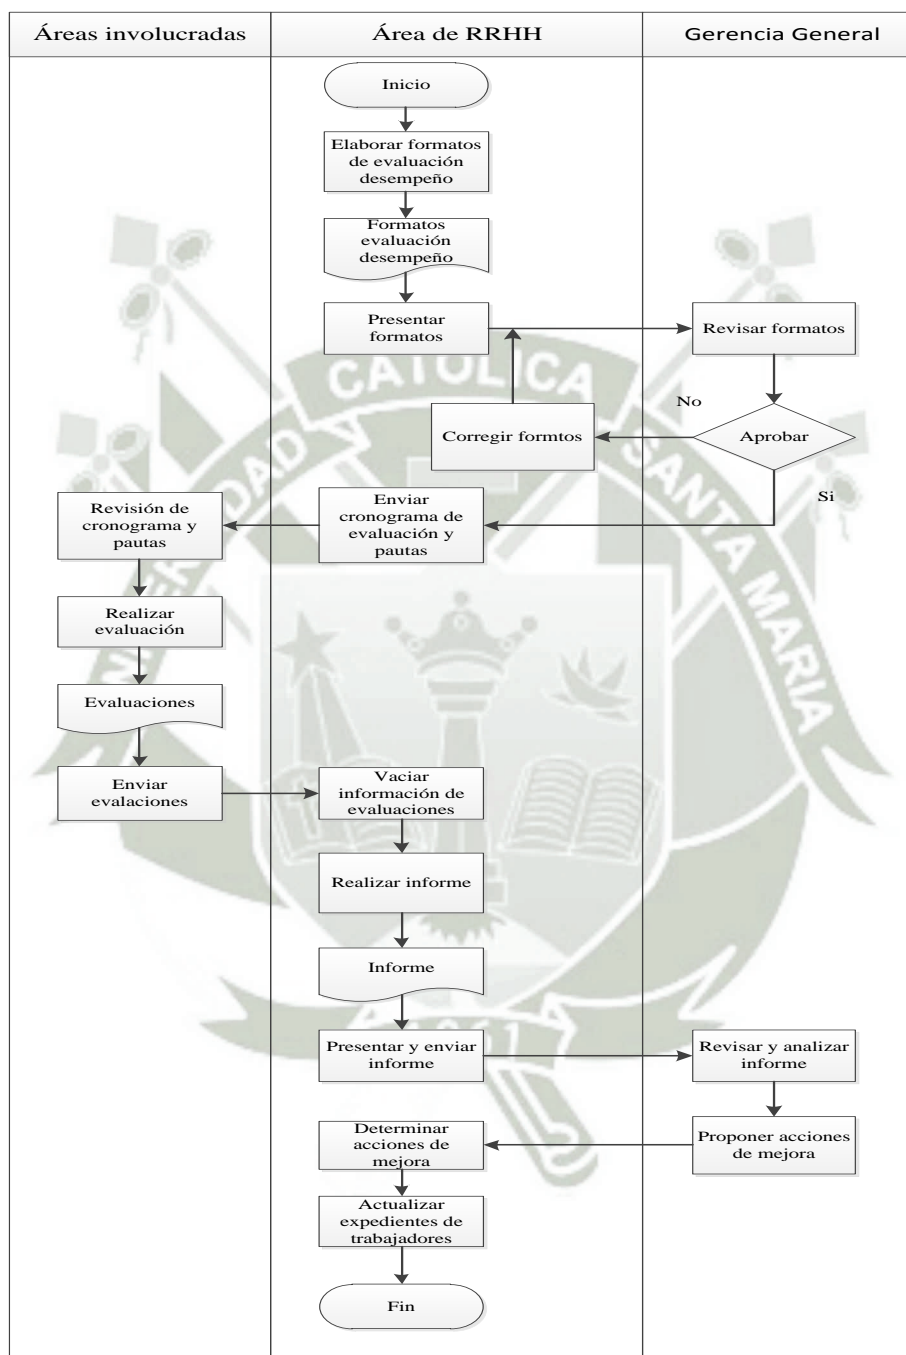 Áreas involucradas
Área de RRHH
Gerencia General
Inicio
Elaborar formatos
de evaluación
desempeño
Formatos
evaluación
desempeño
Presentar
formatos
Revisar formatos
No
Corregir formtos
Aprobar
Si
Enviar
cronograma de
evaluación y
pautas
Revisión de
cronograma y
pautas
Realizar
evaluación
Evaluaciones
Enviar
evalaciones
Vaciar
información de
evaluaciones
Realizar informe
Informe
Presentar y enviar
informe
Revisar y analizar
informe
Proponer acciones
de mejora
Determinar
acciones de
mejora
Actualizar
expedientes de
trabajadores
Fin
CATOLICA
SANTA MARIA